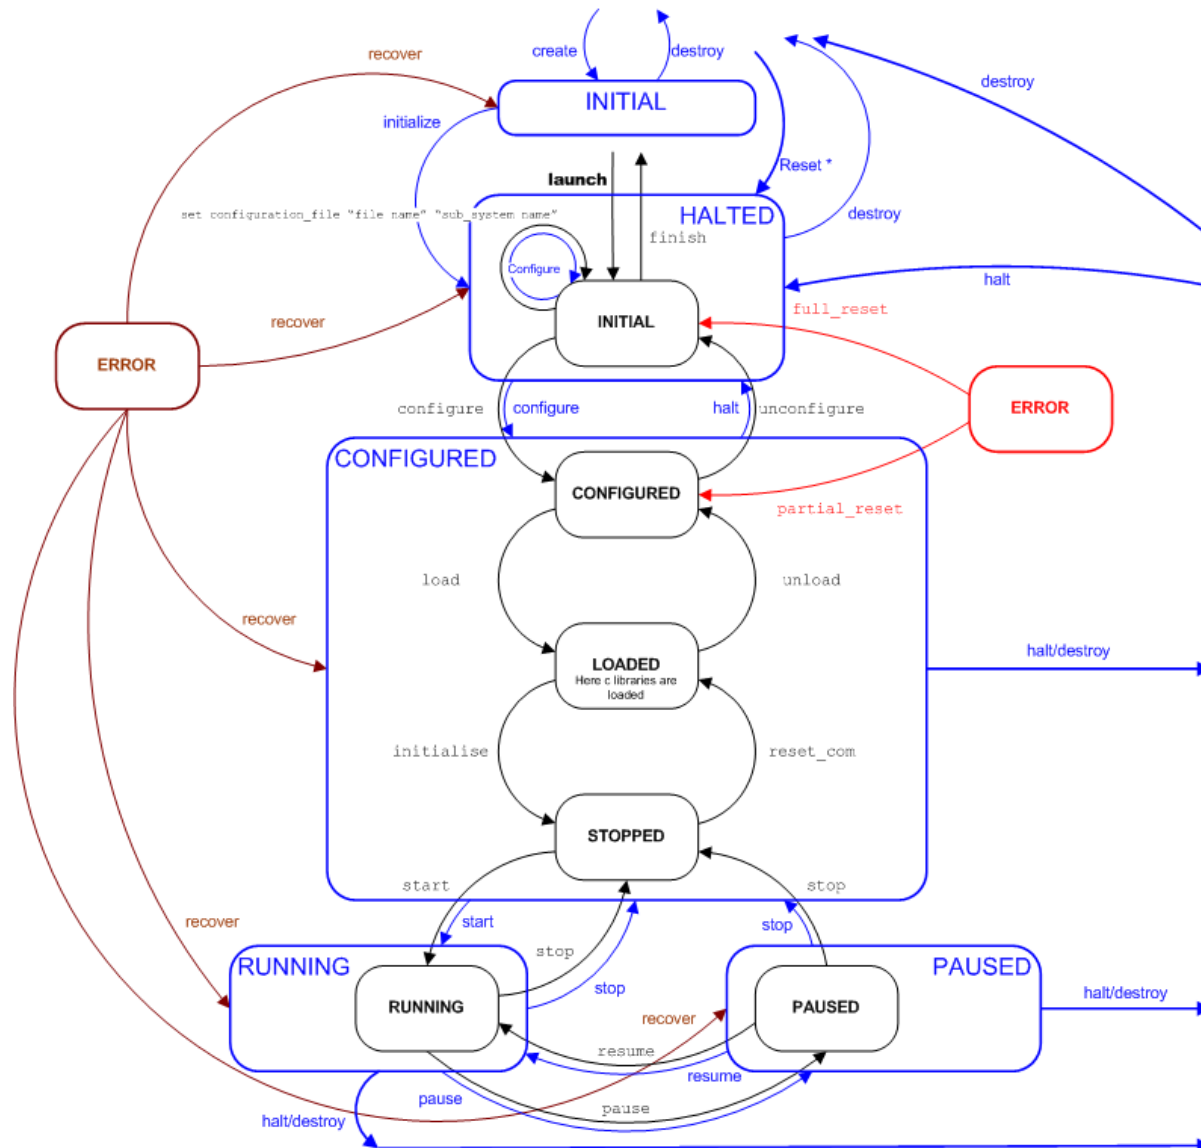 create
destroy
recover
destroy
INITIAL
initialize
Reset *
launch
set configuration_file "file name" "sub_system name"
HALTED
destroy
finish
Configure
halt
INITIAL
full_reset
recover
ERROR
configure
configure
halt
unconfigure
ERROR
CONFIGURED
CONFIGURED
partial_reset
load
unload
recover
LOADED
Here c libraries are
loaded
halt/destroy
initialise
reset_com
STOPPED
start
stop
recover
start
stop
stop
RUNNING
PAUSED
stop
RUNNING
PAUSED
halt/destroy
recover
resume
resume
pause
pause
halt/destroy